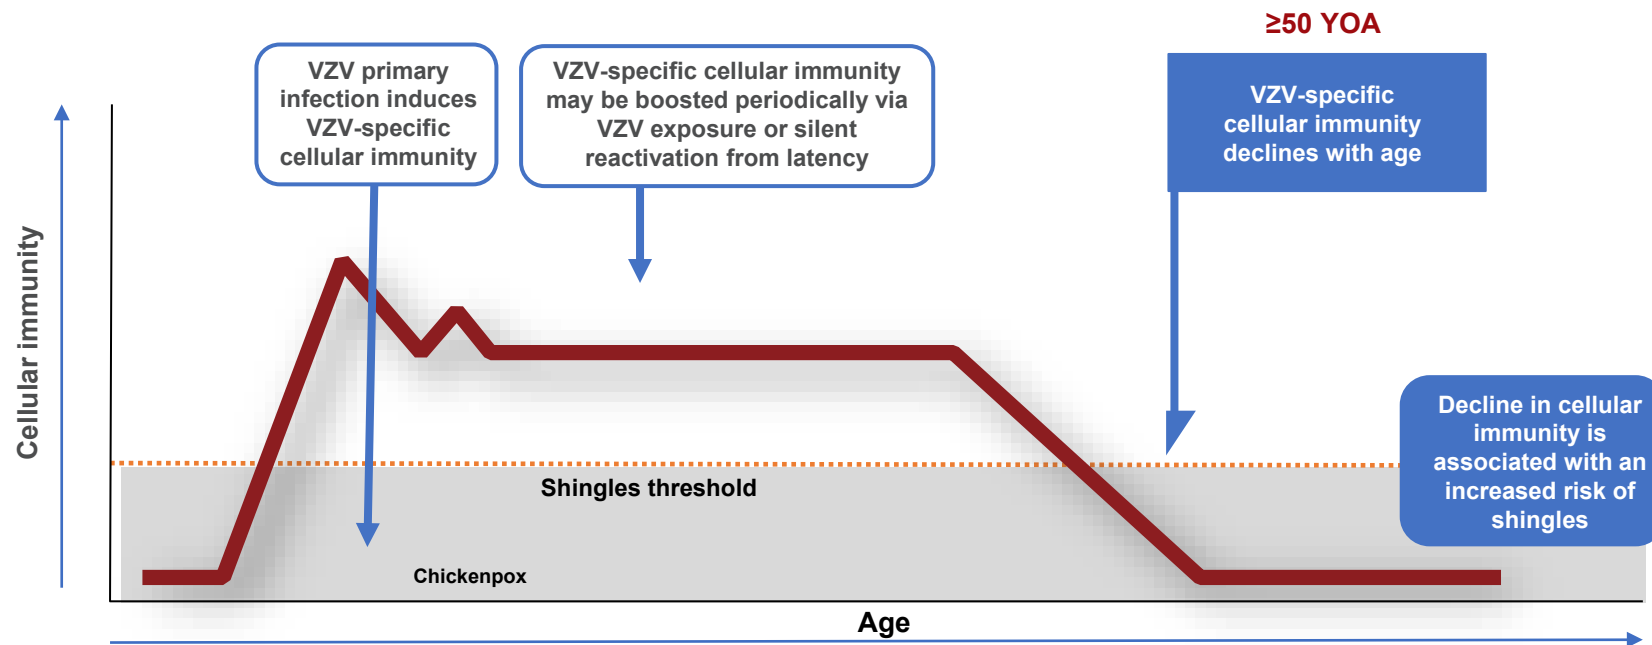 ≥50 YOA
VZV primary
infection induces
VZV-specific
cellular immunity
VZV-specific cellular immunity
may be boosted periodically via
VZV exposure or silent
reactivation from latency
VZV-specific
cellular immunity
declines with age
Cellular immunity
Decline in cellular
immunity is
associated with an
increased risk of
shingles
Shingles threshold
Chickenpox
Age